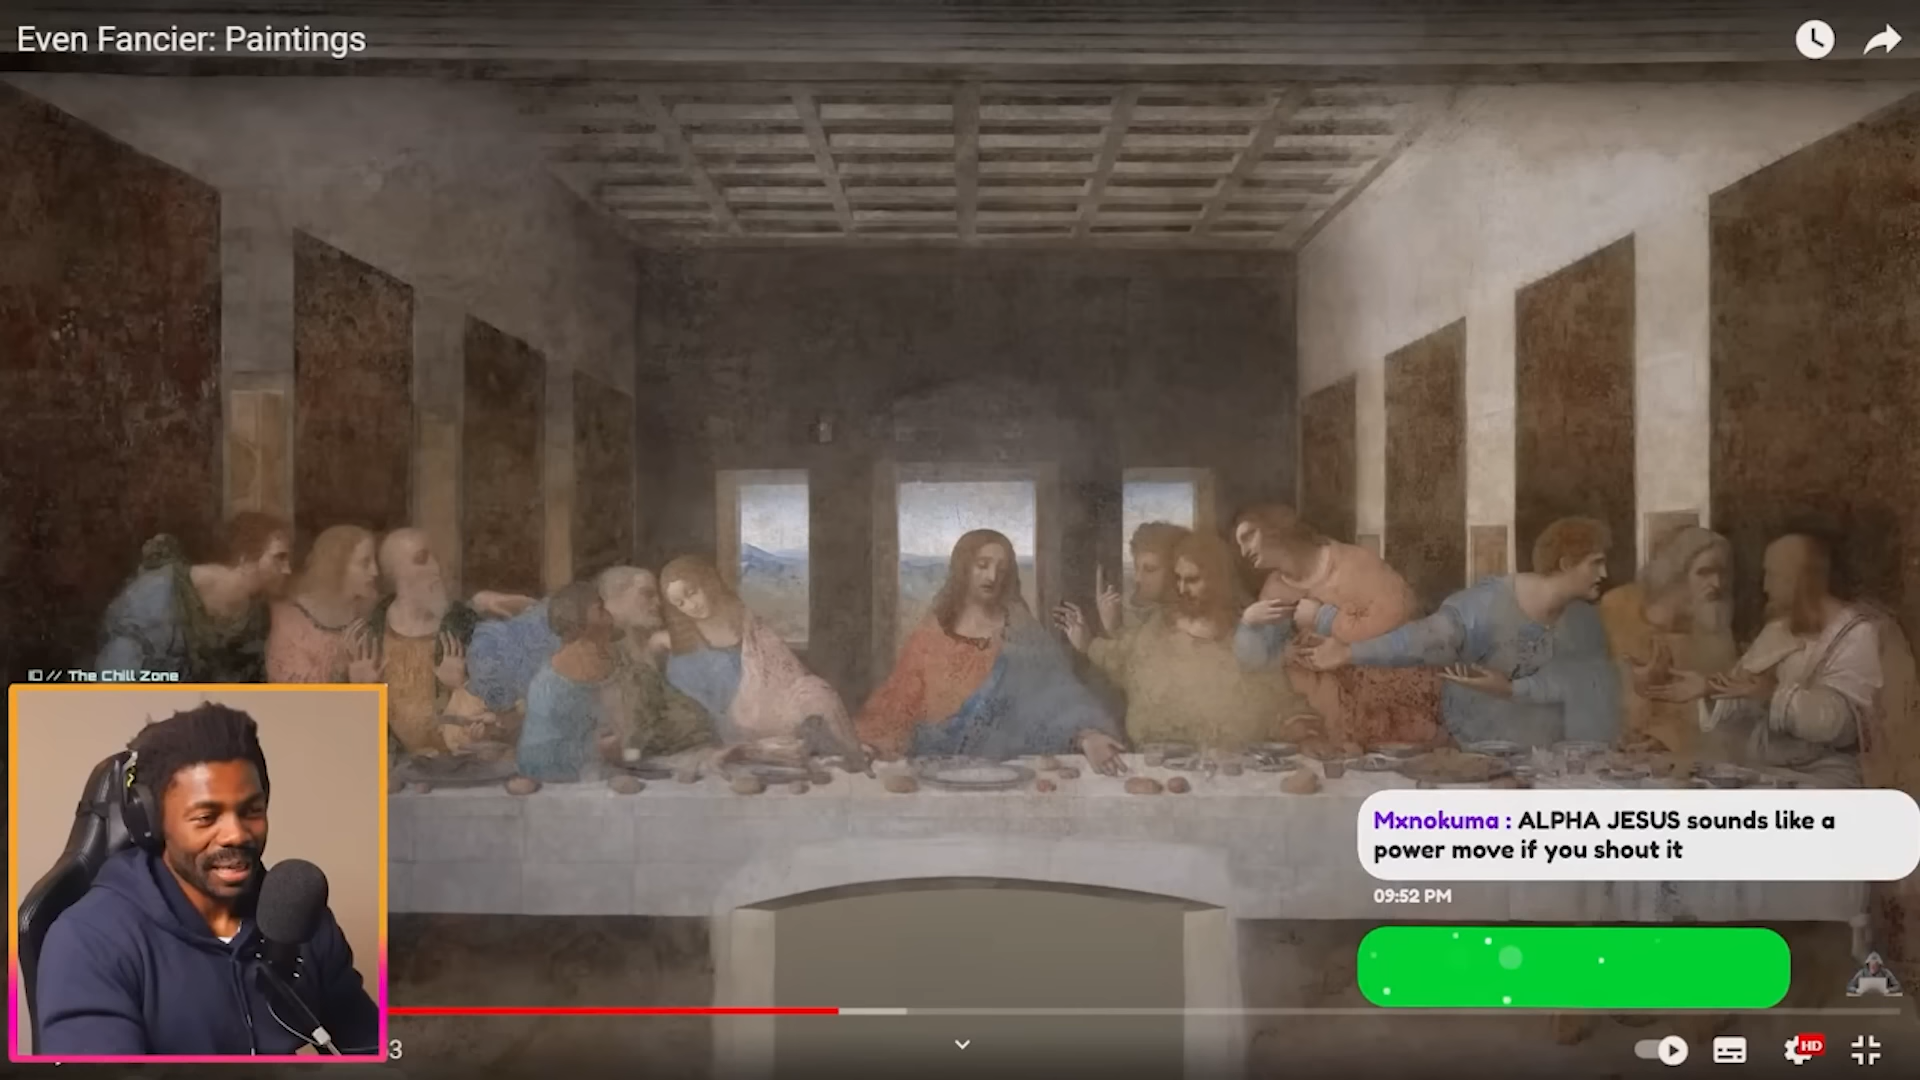 Even Fancier: Paintings
// The Chill Zone
Mxnokuma : ALPHA JESUS sounds like a
power move if you shout it
09:52 PM
3
HD